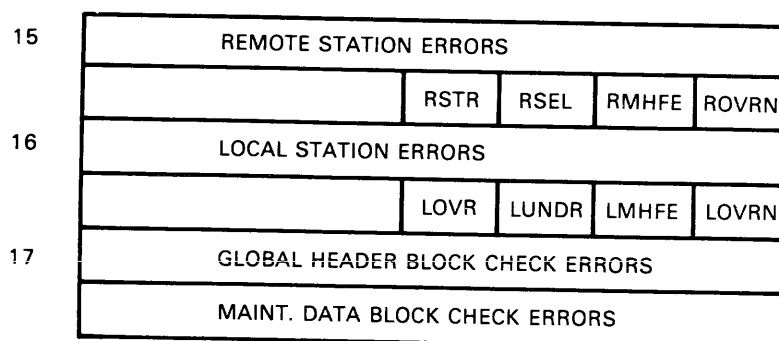 15 REMOTE STATION ERRORS
RSTR RSEL RMHFE ROVRN
16 LOCAL STATION ERRORS
LOVR LUNDR LMHFE LOVRN
17 GLOBAL HEADER BLOCK CHECK ERRORS
MAINT. DATA BLOCK CHECK ERRORS